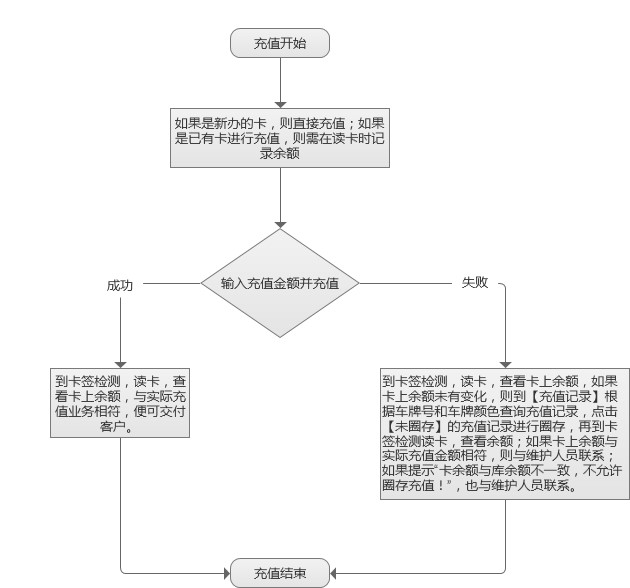 充值开始
如果是新办的卡，则直接充值；如果
是已有卡进行充值，则需在读卡时记
录余额
输入充值金额并充值
成功
失败
到卡签检测，读卡，查
看卡上余额，与实际充
值业务相符，便可交付
客户。
到卡签检测，读卡，查看卡上余额，如果
卡上余额未有变化，则到【充值记录】根
据车牌号和车牌颜色查询充值记录，点击
【未圈存】的充值记录进行圈存，再到卡
签检测读卡，查看余额；如果卡上余额与
实际充值金额相符，则与维护人员联系；
如果提示“卡余额与库余额不一致，不允许
圈存充值！”，也与维护人员联系。
充值结束